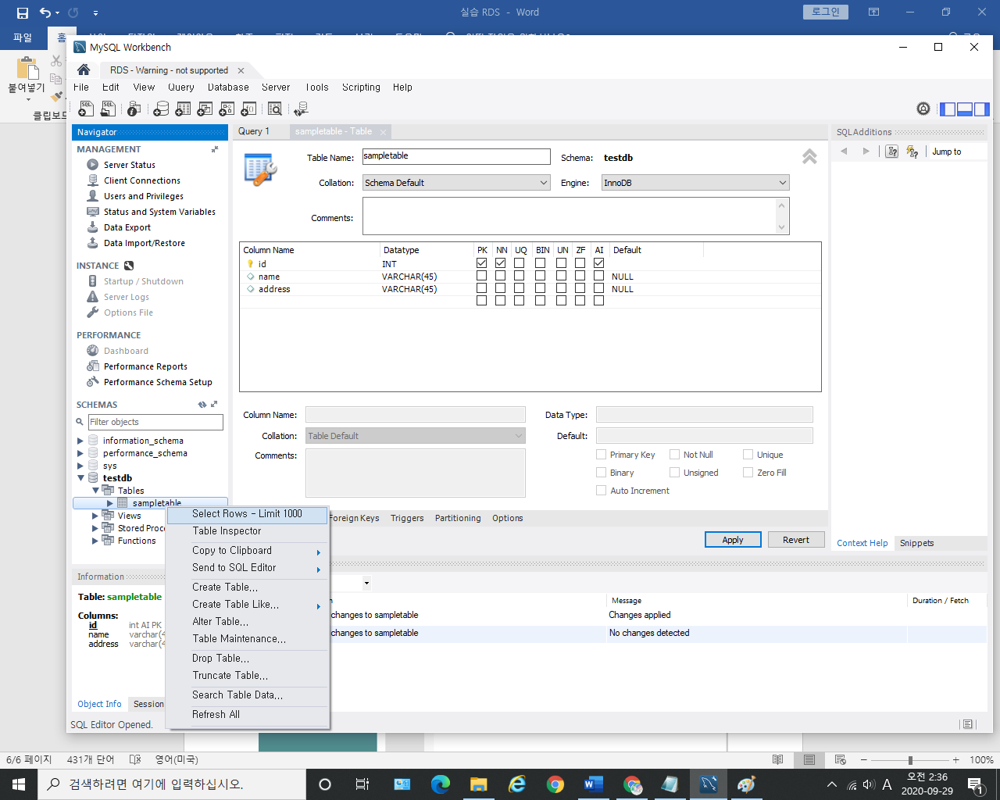 실습 RDS - Word
로그인
파일
홈
붙여넣기
클립보드
MySQL Workbench
RDS - Warning - not supported
File Edit View Query Database Server Tools Scripting Help
Navigator
MANAGEMENT
Server Status
Client Connections
Users and Privileges
Status and System Variables
Data Export
Data Import/Restore
INSTANCE
Startup / Shutdown
Server Logs
Options File
PERFORMANCE
Dashboard
Performance Reports
Performance Schema Setup
SCHEMAS
Filter objects
information_schema
performance_schema
sys
testdb
Tables
sampletable
Views
Stored Proc
Functions
Information
Table: sampletable
Columns:
id int AI PK
name varchar(4
address varchar(4
Object Info Session
SQL Editor Opened.
Query 1 sampletable - Table
Table Name: sampletable Schema: testdb
Collation: Schema Default Engine: InnoDB
Comments:
Column Name Datatype PK NN UQ BIN UN ZF AI Default
id INT
name VARCHAR(45) NULL
address VARCHAR(45) NULL
Column Name: Data Type:
Collation: Table Default Default:
Comments: Primary Key Not Null Unique
Binary Unsigned Zero Fill
Auto Increment
Foreign Keys Triggers Partitioning Options
Apply Revert
Message Duration / Fetch
changes to sampletable Changes applied
changes to sampletable No changes detected
Select Rows - Limit 1000
Table Inspector
Copy to Clipboard
Send to SQL Editor
Create Table...
Create Table Like...
Alter Table...
Table Maintenance...
Drop Table...
Truncate Table...
Search Table Data...
Refresh All
SQLAdditions
Jump to
Context Help Snippets
6/6 페이지 431개 단어 영어(미국) 100%
검색하려면 여기에 입력하십시오.
A
오전 2:36
2020-09-29
1